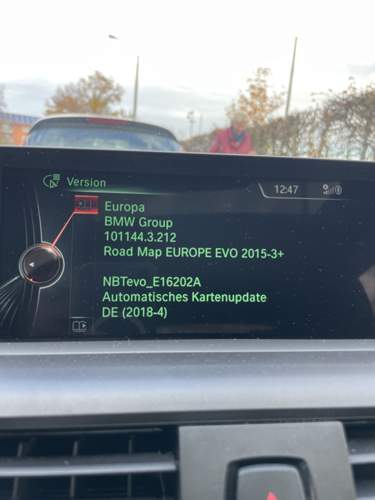 Version
12:47
Europa
BMW Group
101144.3.212
Road Map EUROPE EVO 2015-3+
NBTevo_E16202A
Automatisches Kartenupdate
DE (2018-4)